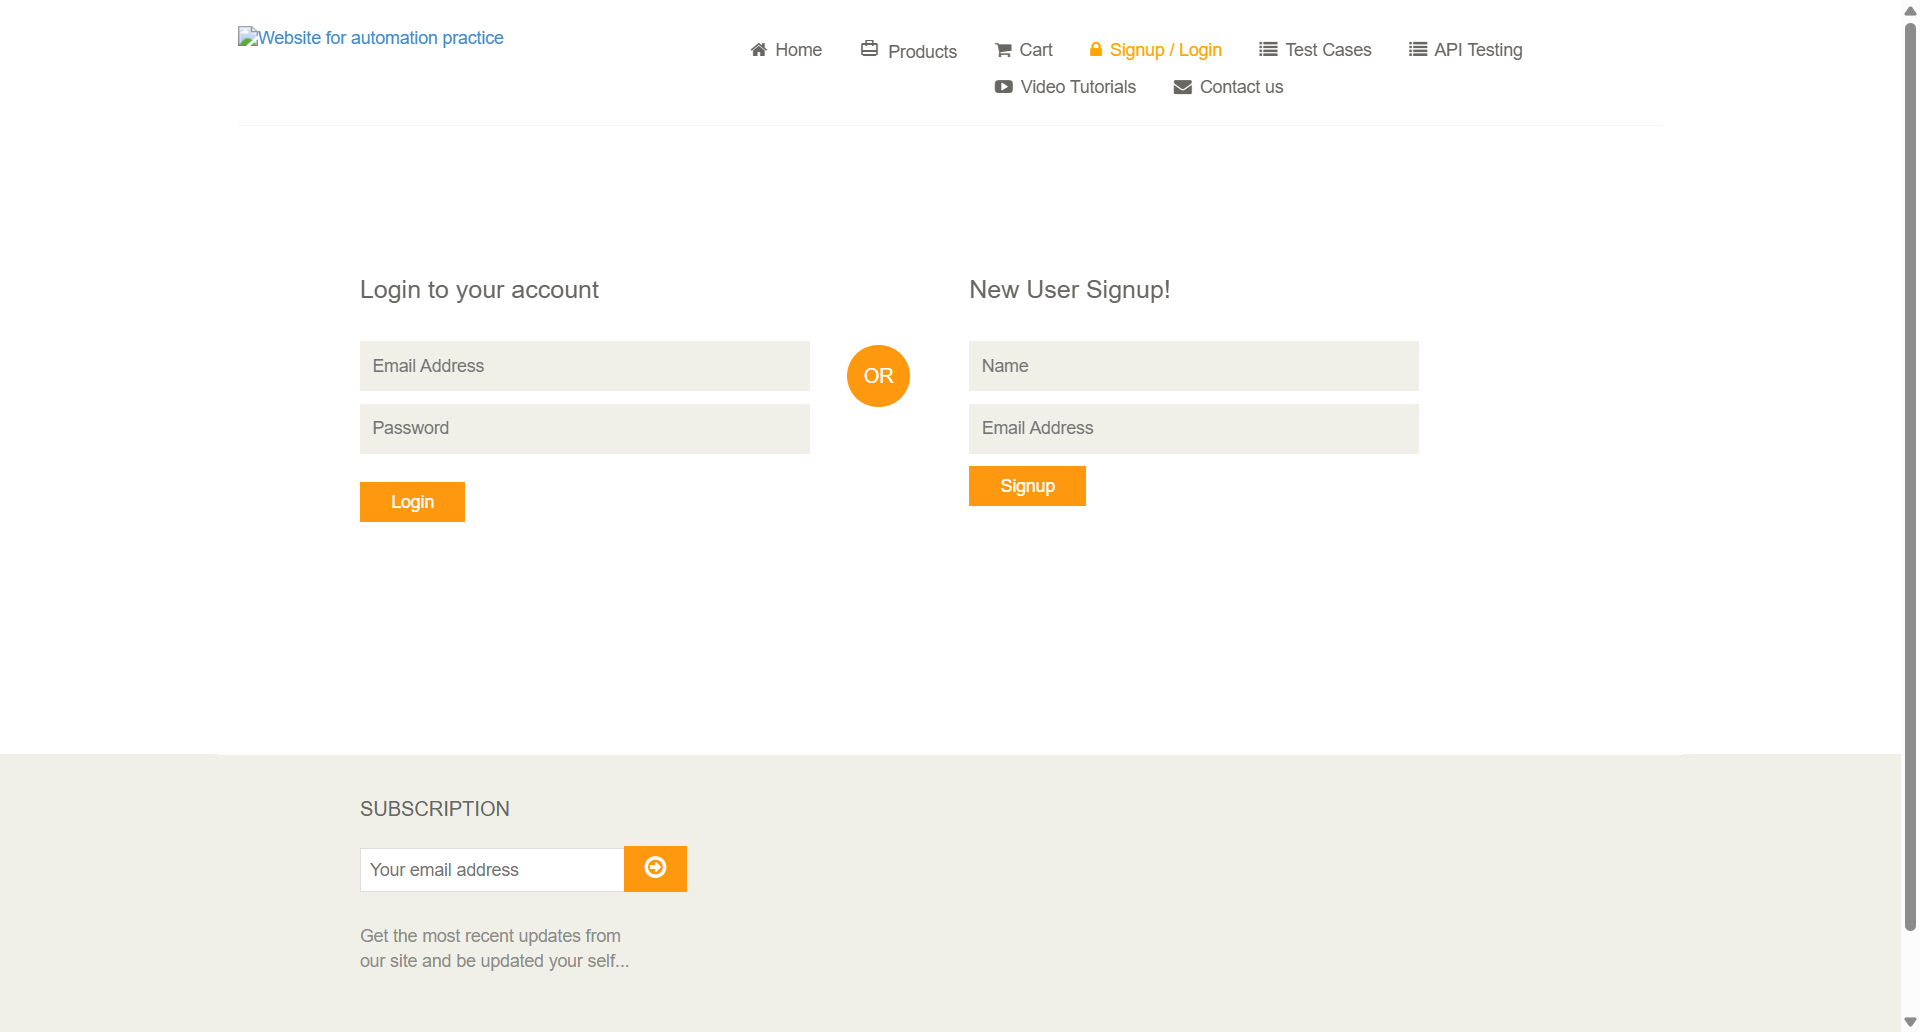 Website for automation practice
Home Products Cart Signup / Login Test Cases API Testing
Video Tutorials Contact us
Login to your account
Email Address
Password
Login
OR
New User Signup!
Name
Email Address
Signup
SUBSCRIPTION
Your email address
Get the most recent updates from
our site and be updated your self...